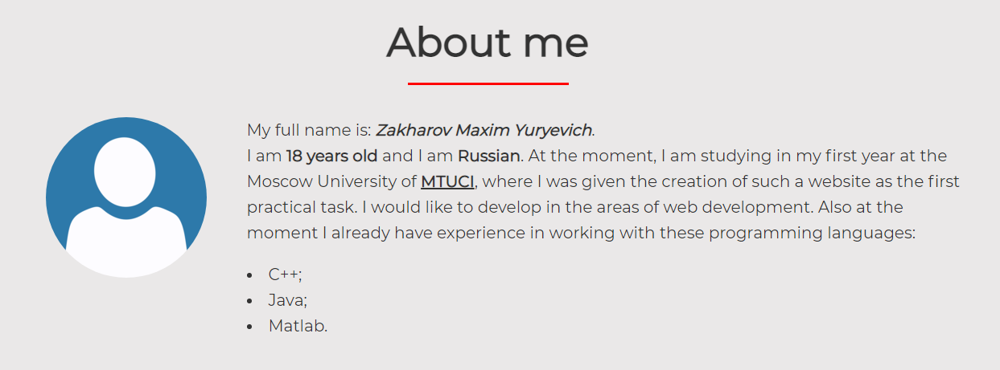 About me
My full name is: Zakharov Maxim Yuryevich.
I am 18 years old and I am Russian. At the moment, I am studying in my first year at the
Moscow University of MTUCI, where I was given the creation of such a website as the first
practical task. I would like to develop in the areas of web development. Also at the
moment I already have experience in working with these programming languages:
• C++;
• Java;
• Matlab.